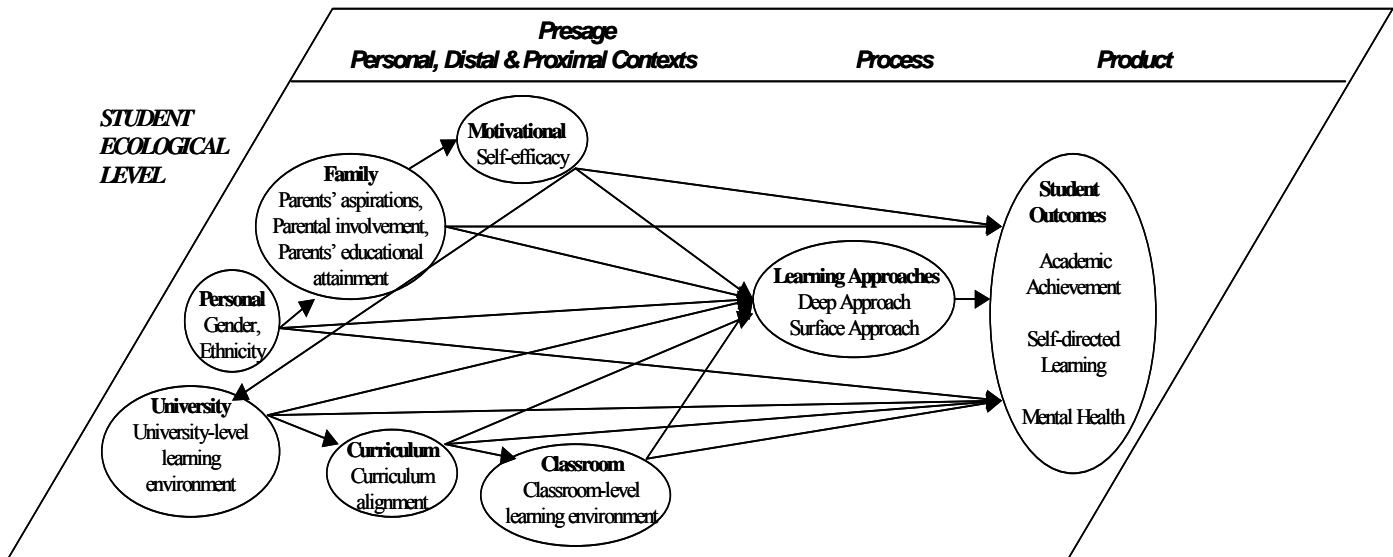 Presage
Personal, Distal & Proximal Contexts
Process
Product
STUDENT
ECOLOGICAL
LEVEL
Motivational
Self-efficacy
Family
Parents’ aspirations,
Parental involvement,
Parents’ educational
attainment
Personal
Gender,
Ethnicity
University
University-level
learning
environment
Curriculum
Curriculum
alignment
Classroom
Classroom-level
learning environment
Learning Approaches
Deep Approach
Surface Approach
Student
Outcomes
Academic
Achievement
Self-directed
Learning
Mental Health